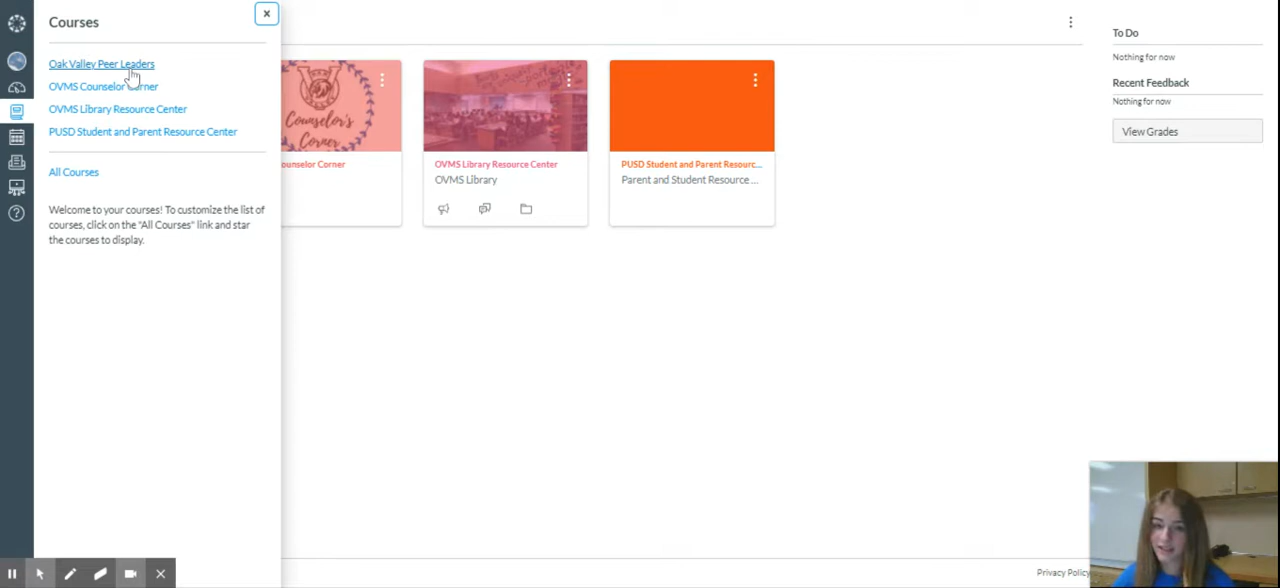 Courses
x
Oak Valley Peer Leaders
OVMS Counselor Corner
OVMS Library Resource Center
PUSD Student and Parent Resource Center
All Courses
Welcome to your courses! To customize the list of
courses, click on the "All Courses" link and star
the courses to display.
Counselor's
Corner
ounselor Corner
OVMS Library Resource Center
OVMS Library
PUSD Student and Parent Resourc...
Parent and Student Resource ...
To Do
Nothing for now
Recent Feedback
Nothing for now
View Grades
Privacy Policy